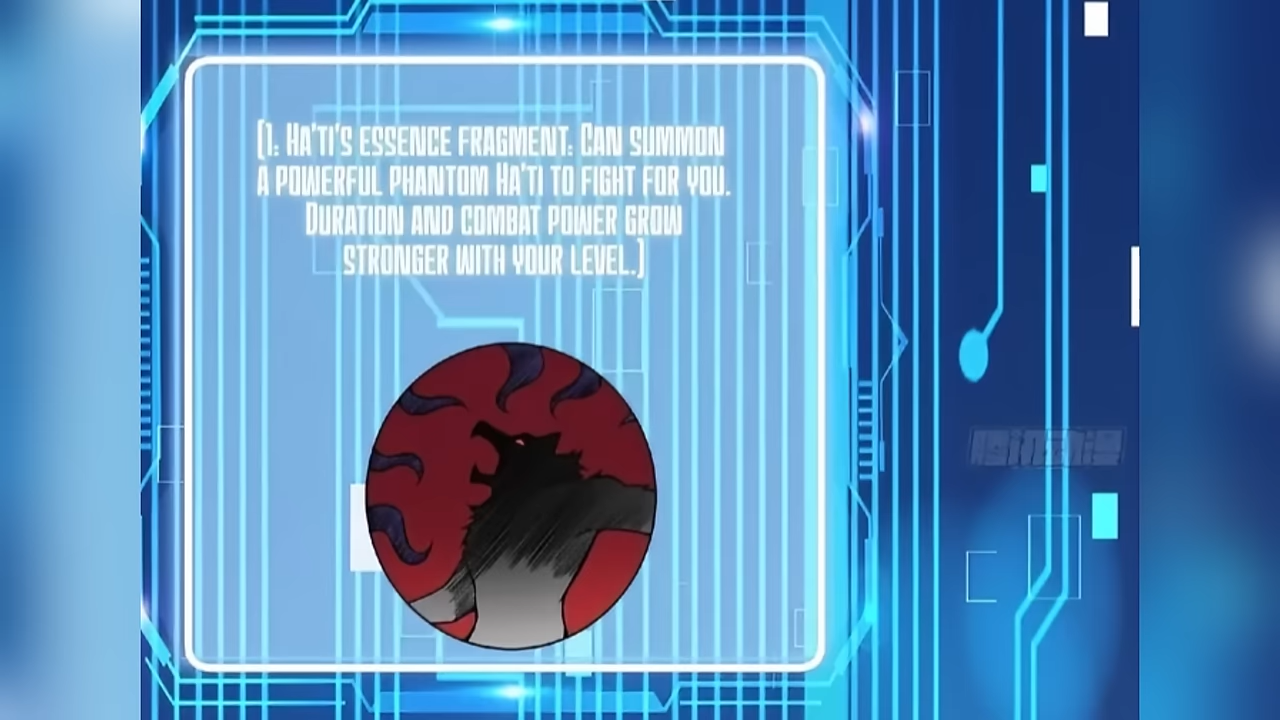 [1: Ha'ti's essence fragment: Can summon
a powerful phantom Ha'ti to fight for you.
Duration and combat power grow
stronger with your level.]